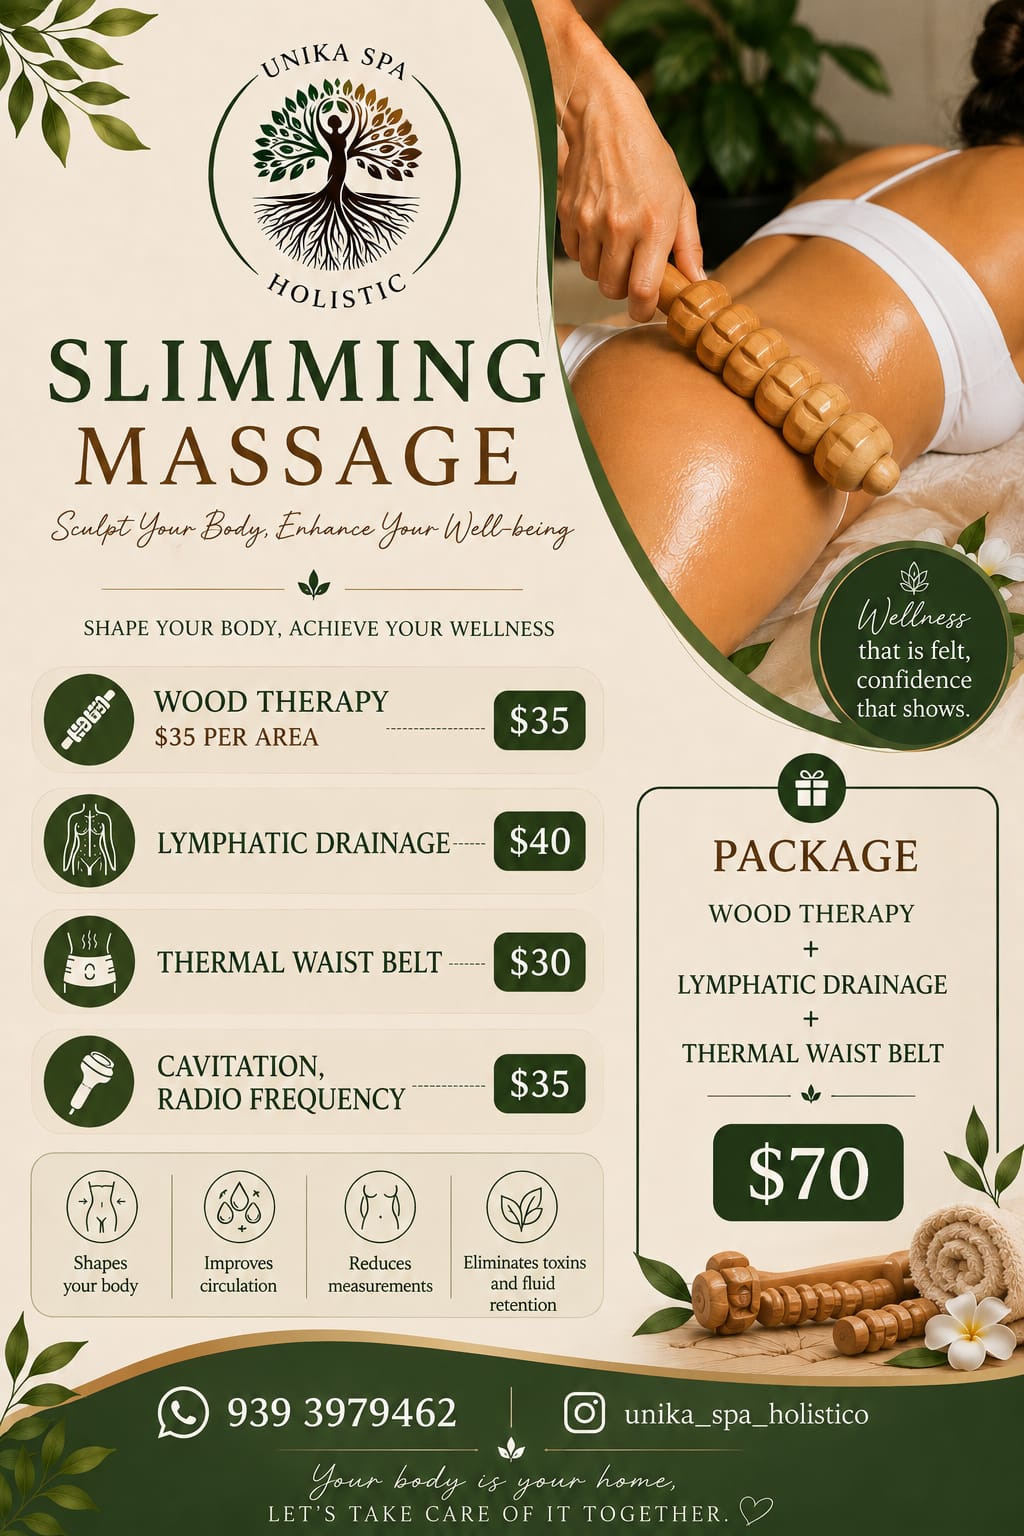 UNIKA SPA
HOLISTIC
SLIMMING
MASSAGE
Sculpt Your Body, Enhance Your Well-being
SHAPE YOUR BODY, ACHIEVE YOUR WELLNESS
Wellness
that is felt,
confidence
that shows.
WOOD THERAPY
$35 PER AREA
$35
LYMPHATIC DRAINAGE
$40
THERMAL WAIST BELT
$30
CAVITATION,
RADIO FREQUENCY
$35
PACKAGE
WOOD THERAPY
+
LYMPHATIC DRAINAGE
+
THERMAL WAIST BELT
$70
Shapes
your body
Improves
circulation
Reduces
measurements
Eliminates toxins
and fluid
retention
939 3979462
unika_spa_holistico
Your body is your home,
LET'S TAKE CARE OF IT TOGETHER.